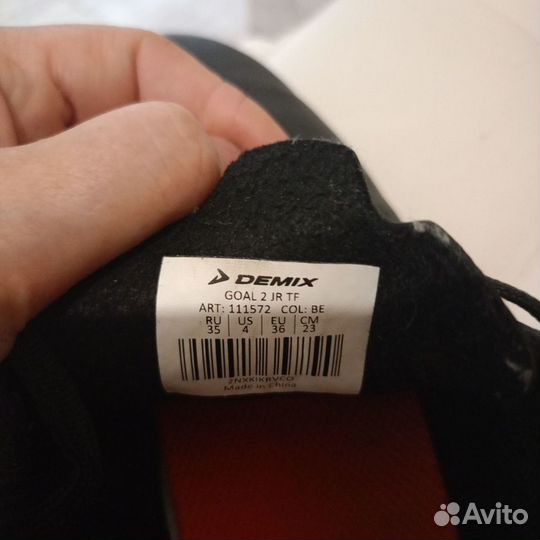 DEMIX
GOAL 2 JR TF
ART: 111572 COL: BE
RU US EU CM
35 4 36 23
2NXKIKRVCO
Made in China
Avito